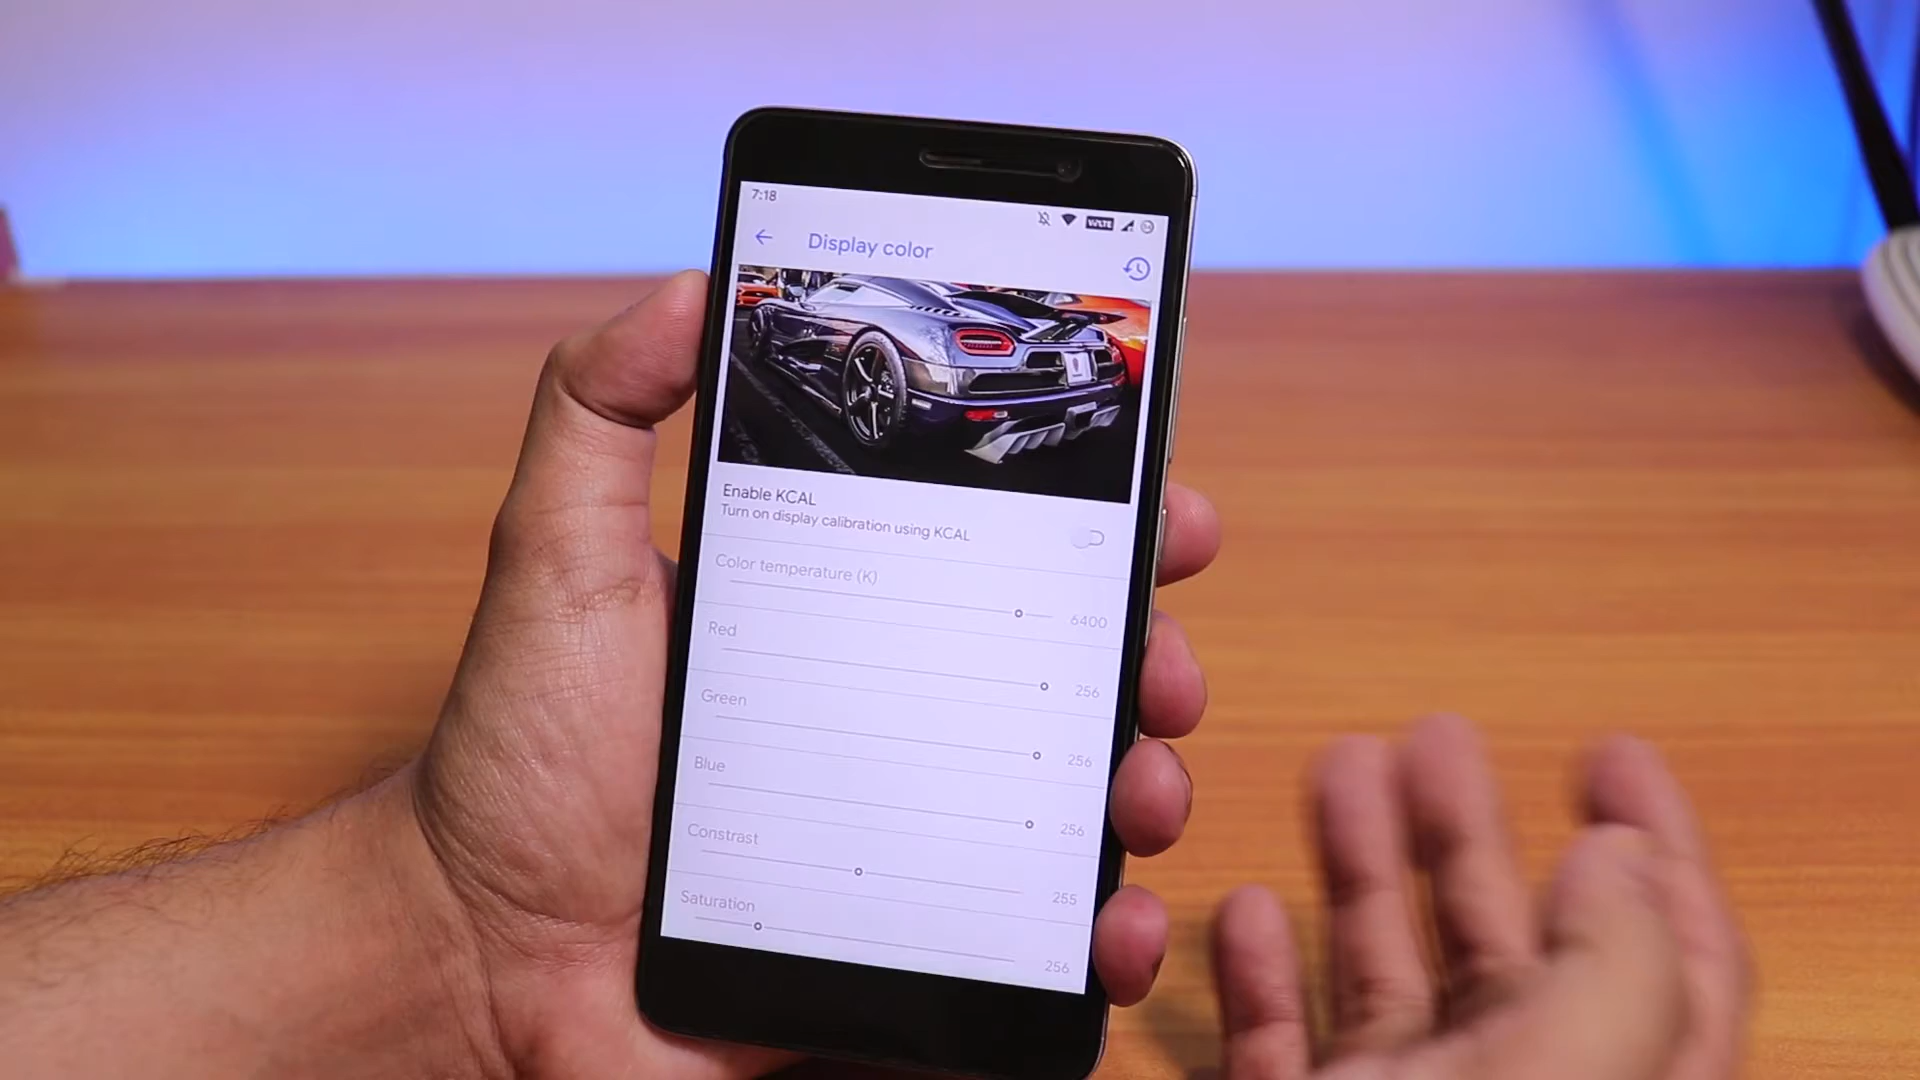 7:18
VoLTE
Display color
Enable KCAL
Turn on display calibration using KCAL
Color temperature (K)
6400
Red
256
Green
256
Blue
256
Constrast
255
Saturation
256